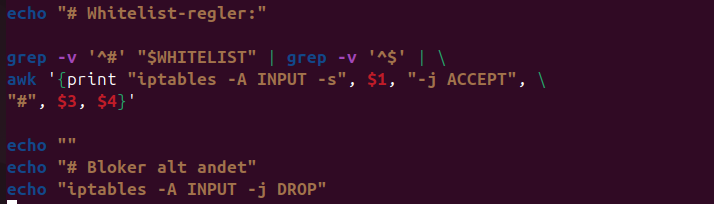 echo "# Whitelist-regler:"
grep -v '^#' "$WHITELIST" | grep -v '^$' | \
awk '{print "iptables -A INPUT -s", $1, "-j ACCEPT", \
"#", $3, $4}'
echo ""
echo "# Bloker alt andet"
echo "iptables -A INPUT -j DROP"